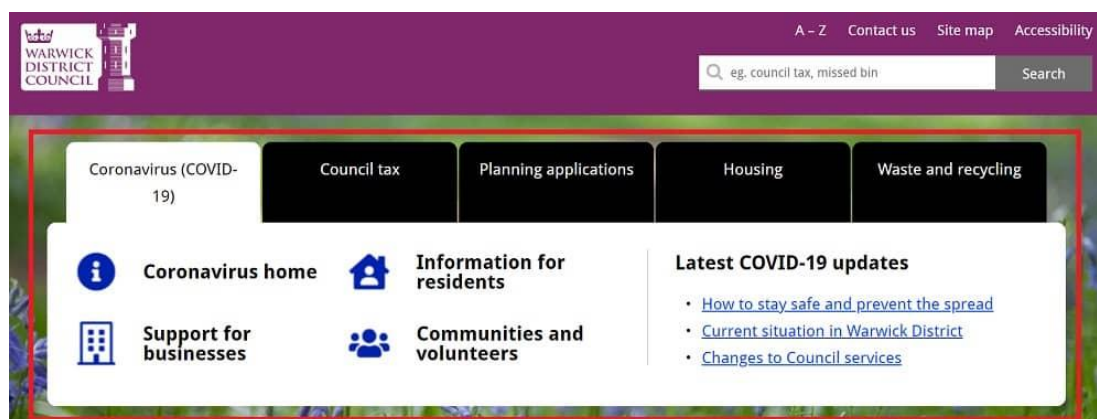 WARWICK
DISTRICT
COUNCIL
A – Z Contact us Site map Accessibility
eg. council tax, missed bin
Search
Coronavirus (COVID-
19)
Council tax
Planning applications
Housing
Waste and recycling
Coronavirus home
Information for
residents
Support for
businesses
Communities and
volunteers
Latest COVID-19 updates
How to stay safe and prevent the spread
Current situation in Warwick District
Changes to Council services